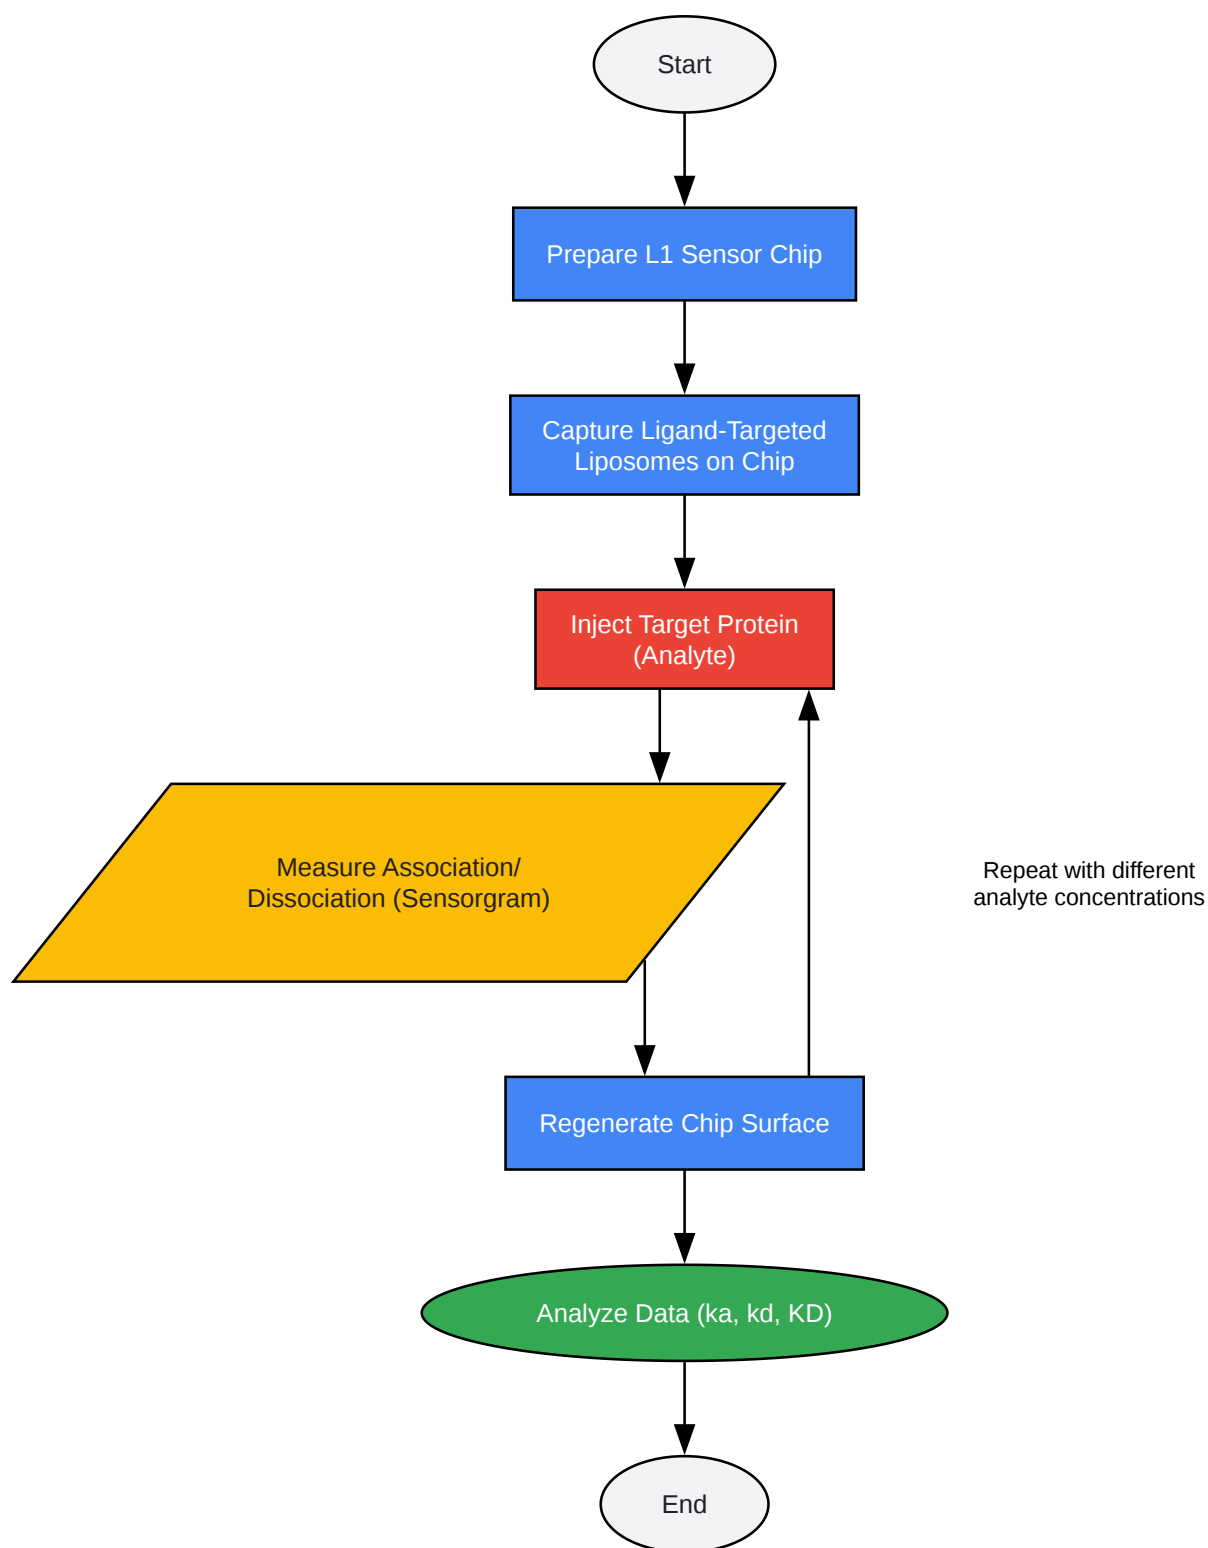 Start
Prepare L1 Sensor Chip
Capture Ligand-Targeted
Liposomes on Chip
Inject Target Protein
(Analyte)
Measure Association/
Dissociation (Sensorgram)
Repeat with different
analyte concentrations
Regenerate Chip Surface
Analyze Data (ka, kd, KD)
End